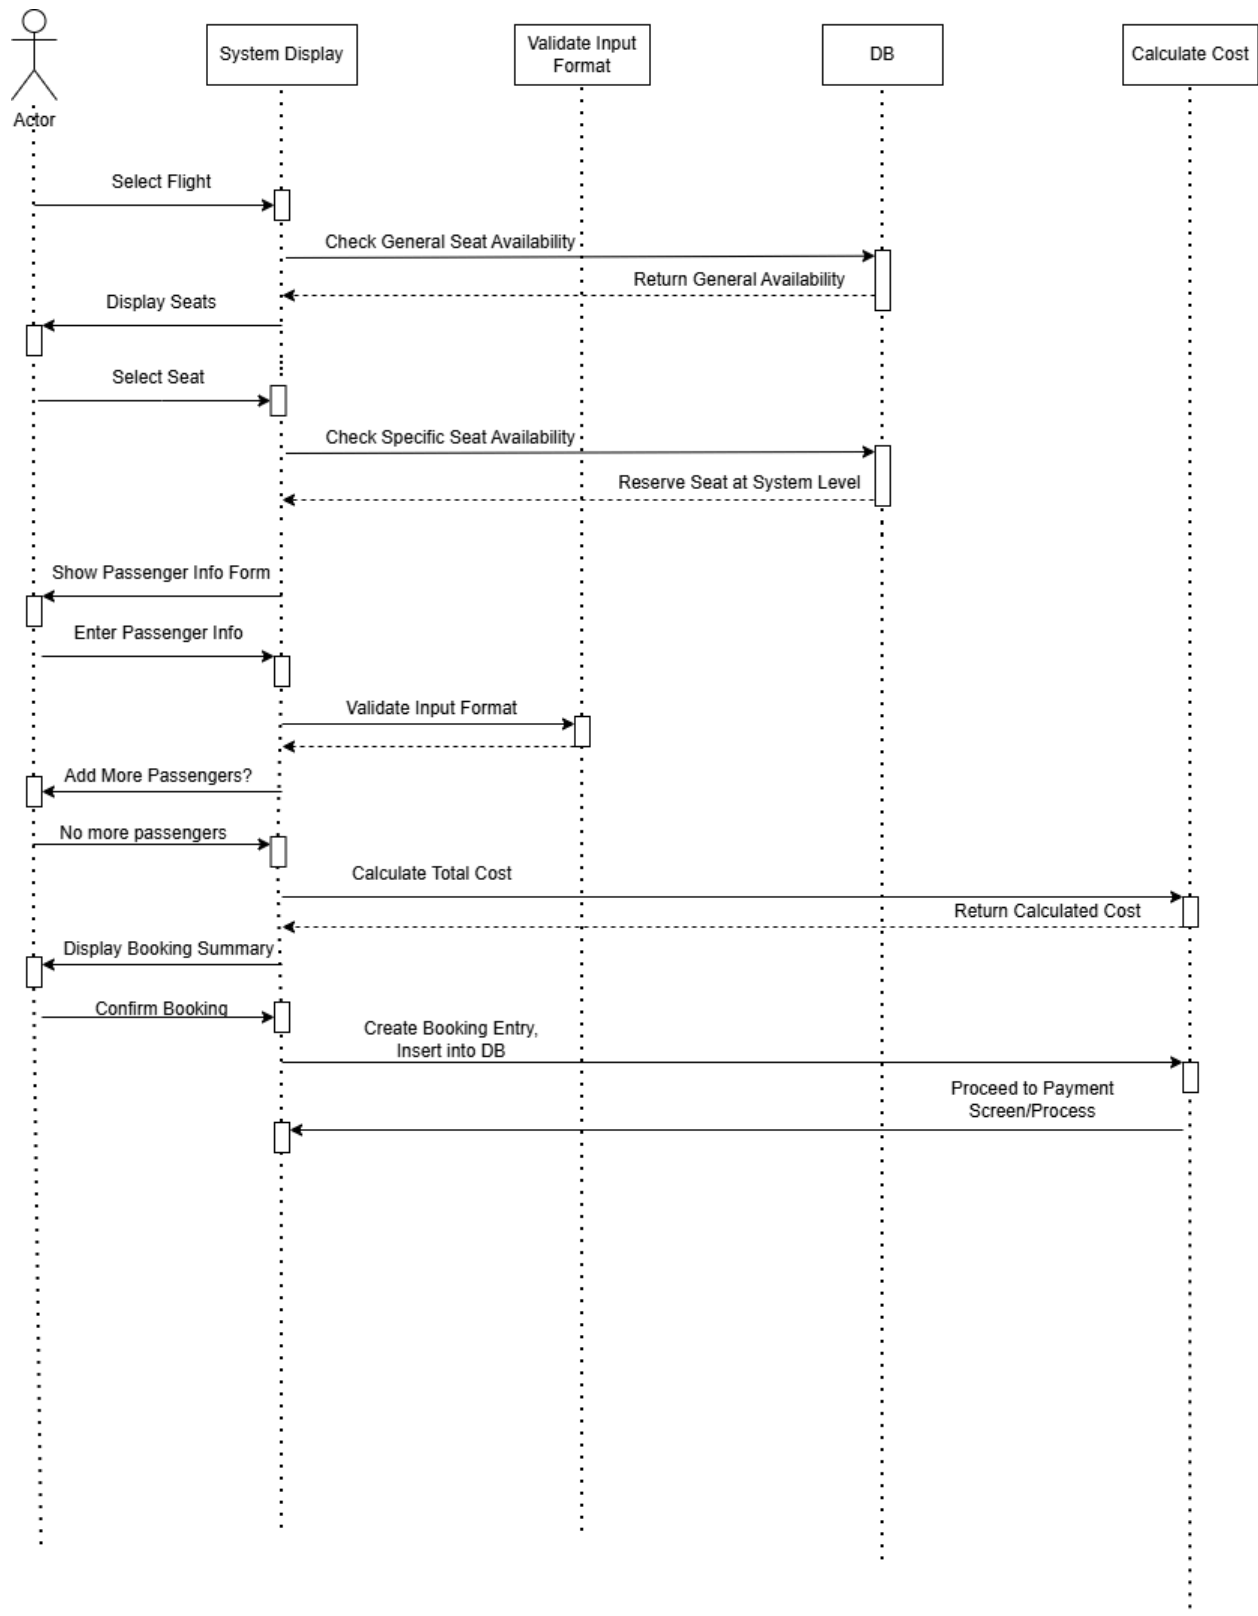 System Display
Validate Input
Format
DB
Calculate Cost
Actor
Select Flight
Check General Seat Availability
Return General Availability
Display Seats
Select Seat
Check Specific Seat Availability
Reserve Seat at System Level
Show Passenger Info Form
Enter Passenger Info
Validate Input Format
Add More Passengers?
No more passengers
Calculate Total Cost
Return Calculated Cost
Display Booking Summary
Confirm Booking
Create Booking Entry,
Insert into DB
Proceed to Payment
Screen/Process